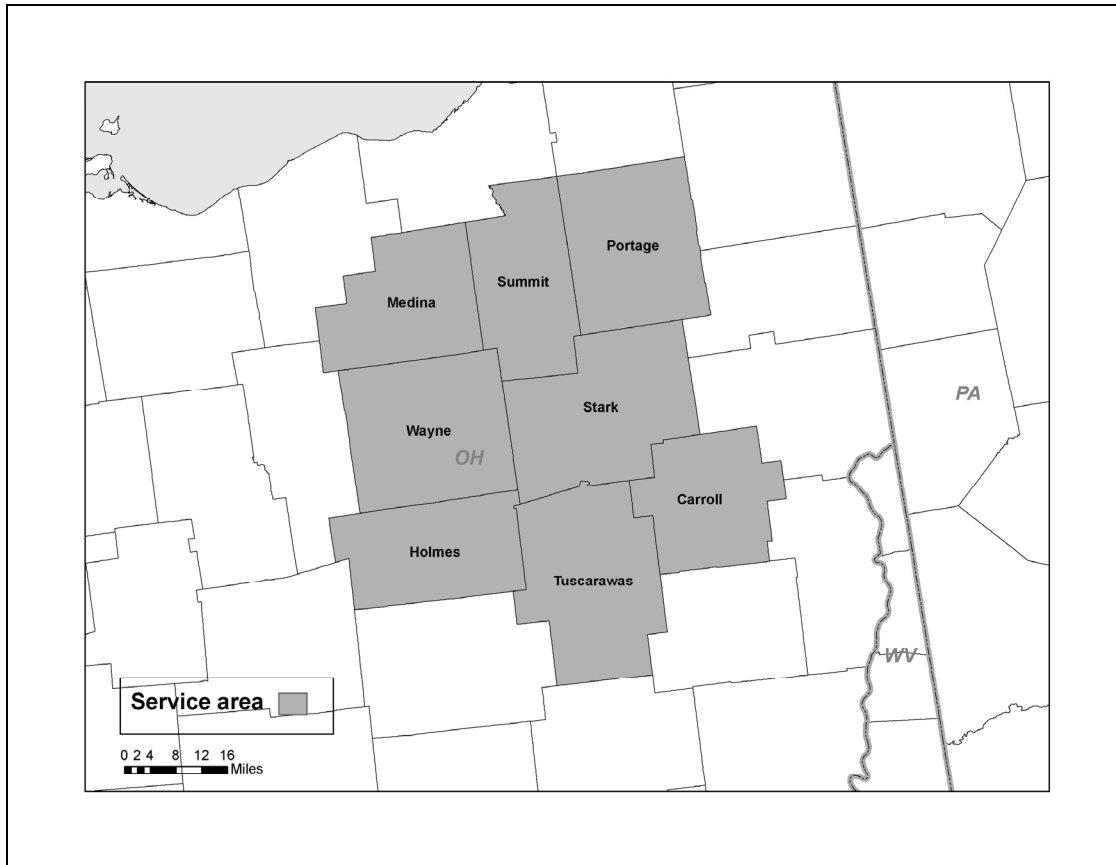 Portage
Summit
Medina
Stark
PA
Wayne
OH
Carroll
Holmes
Tuscarawas
WV
Service area
0 2 4 8 12 16
Miles